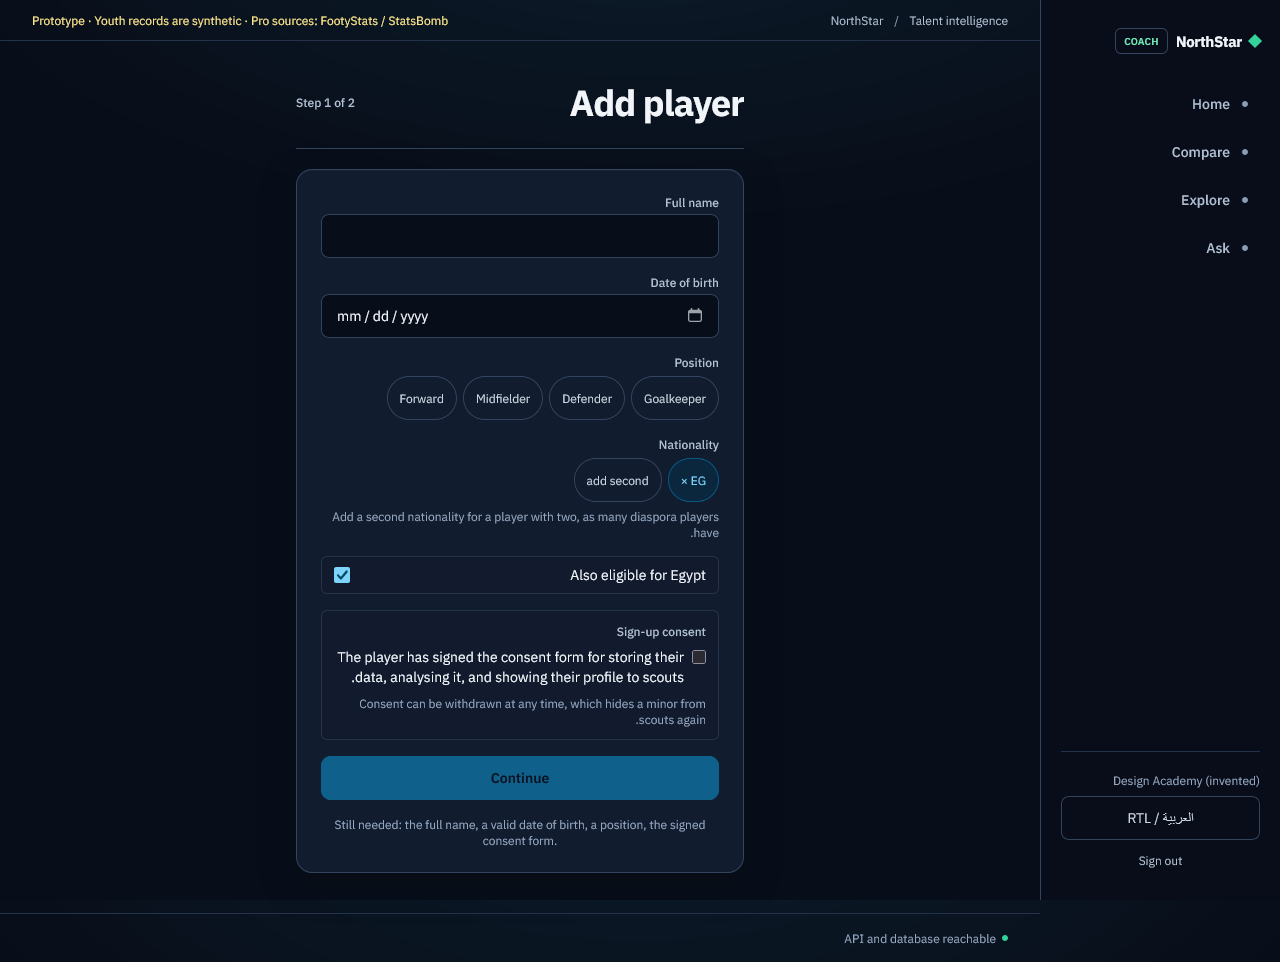 Prototype · Youth records are synthetic · Pro sources: FootyStats / StatsBomb
NorthStar / Talent intelligence
COACH NorthStar
Home
Compare
Explore
Ask
Step 1 of 2
Add player
Full name
Date of birth
mm / dd / yyyy
Position
Forward Midfielder Defender Goalkeeper
Nationality
add second × EG
Add a second nationality for a player with two, as many diaspora players
.have
Also eligible for Egypt
Sign-up consent
The player has signed the consent form for storing their
.data, analysing it, and showing their profile to scouts
Consent can be withdrawn at any time, which hides a minor from
.scouts again
Continue
Still needed: the full name, a valid date of birth, a position, the signed
consent form.
Design Academy (invented)
RTL / العربية
Sign out
API and database reachable